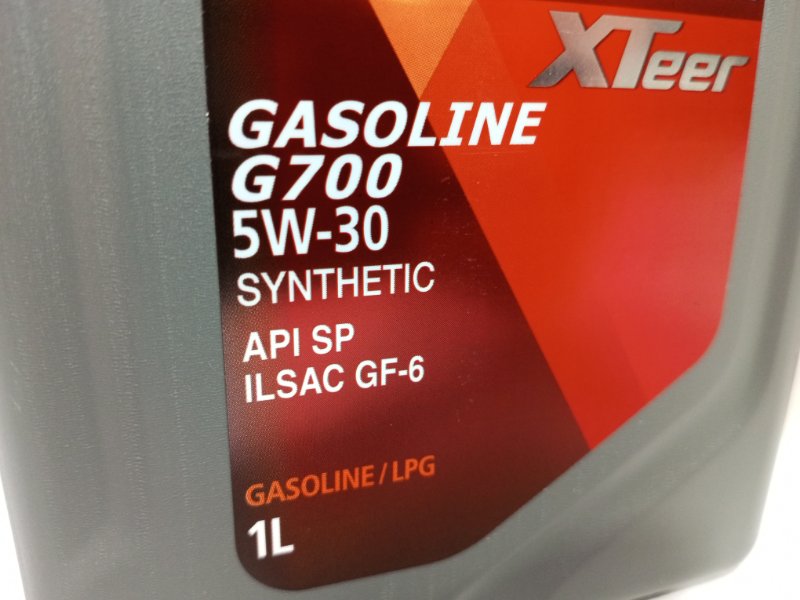 XTeer
GASOLINE
G700
5W-30
SYNTHETIC
API SP
ILSAC GF-6
GASOLINE / LPG
1L